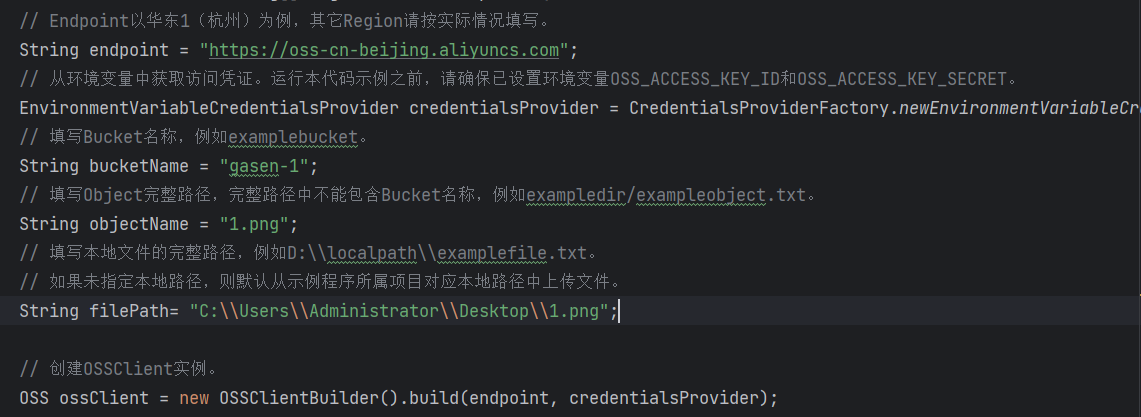 // Endpoint以华东1（杭州）为例，其它Region请按实际情况填写。
String endpoint = "https://oss-cn-beijing.aliyuncs.com";
// 从环境变量中获取访问凭证。运行本代码示例之前，请确保已设置环境变量OSS_ACCESS_KEY_ID和OSS_ACCESS_KEY_SECRET。
EnvironmentVariableCredentialsProvider credentialsProvider = CredentialsProviderFactory.newEnvironmentVariableCre
// 填写Bucket名称，例如examplebucket。
String bucketName = "gasen-1";
// 填写Object完整路径，完整路径中不能包含Bucket名称，例如exampledir/exampleobject.txt。
String objectName = "1.png";
// 填写本地文件的完整路径，例如D:\\localpath\\examplefile.txt。
// 如果未指定本地路径，则默认从示例程序所属项目对应本地路径中上传文件。
String filePath= "C:\\Users\\Administrator\\Desktop\\1.png";
// 创建OSSClient实例。
OSS ossClient = new OSSClientBuilder().build(endpoint, credentialsProvider);